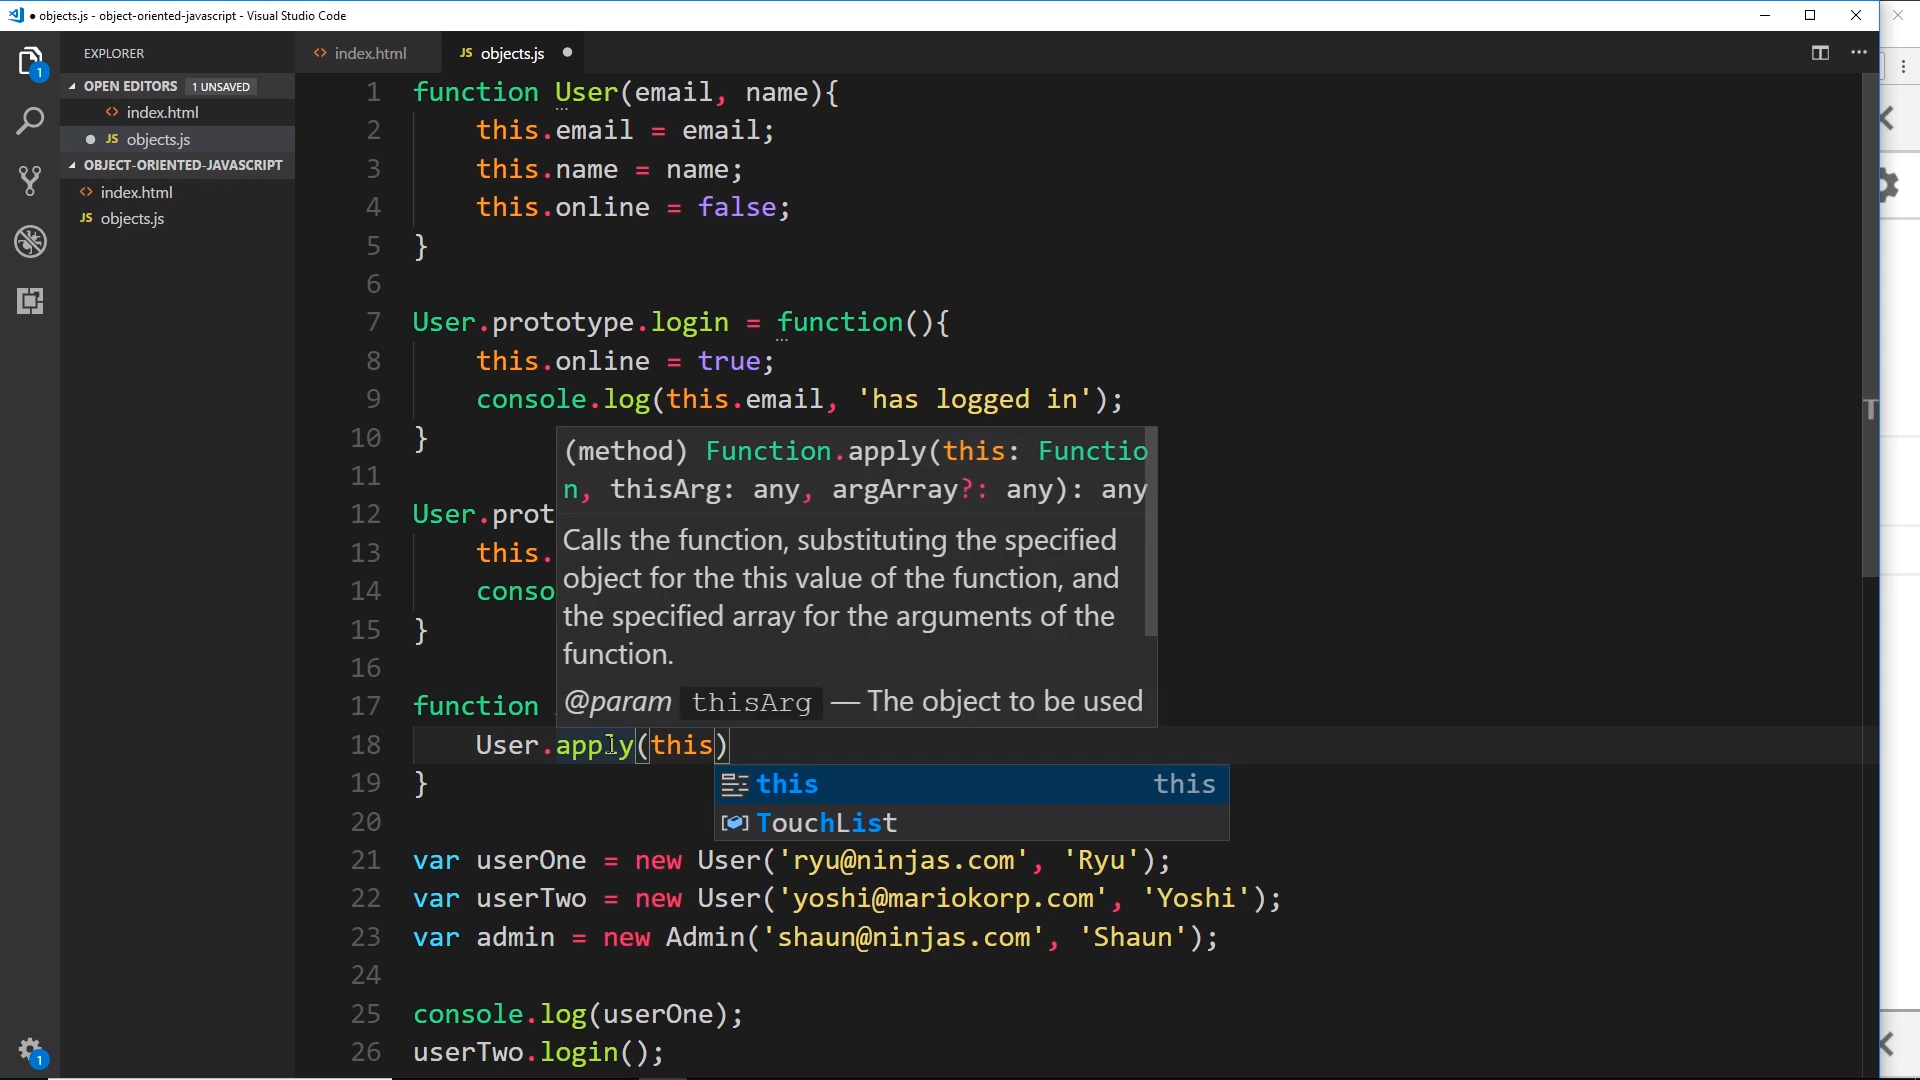 objects.js - object-oriented-javascript - Visual Studio Code
EXPLORER
OPEN EDITORS 1 UNSAVED
index.html
JS objects.js
OBJECT-ORIENTED-JAVASCRIPT
index.html
JS objects.js
1
1
index.html
JS objects.js
1 function User(email, name){
2 this.email = email;
3 this.name = name;
4 this.online = false;
5 }
6
7 User.prototype.login = function(){
8 this.online = true;
9 console.log(this.email, 'has logged in');
10 }
11
12 User.prot
13 this.
14 conso
15 }
16
17 function
18 User.apply(this)
19 }
20
21 var userOne = new User('ryu@ninjas.com', 'Ryu');
22 var userTwo = new User('yoshi@mariokorp.com', 'Yoshi');
23 var admin = new Admin('shaun@ninjas.com', 'Shaun');
24
25 console.log(userOne);
26 userTwo.login();
(method) Function.apply(this: Functio
n, thisArg: any, argArray?: any): any
Calls the function, substituting the specified
object for the this value of the function, and
the specified array for the arguments of the
function.
@param thisArg — The object to be used
this this
TouchList